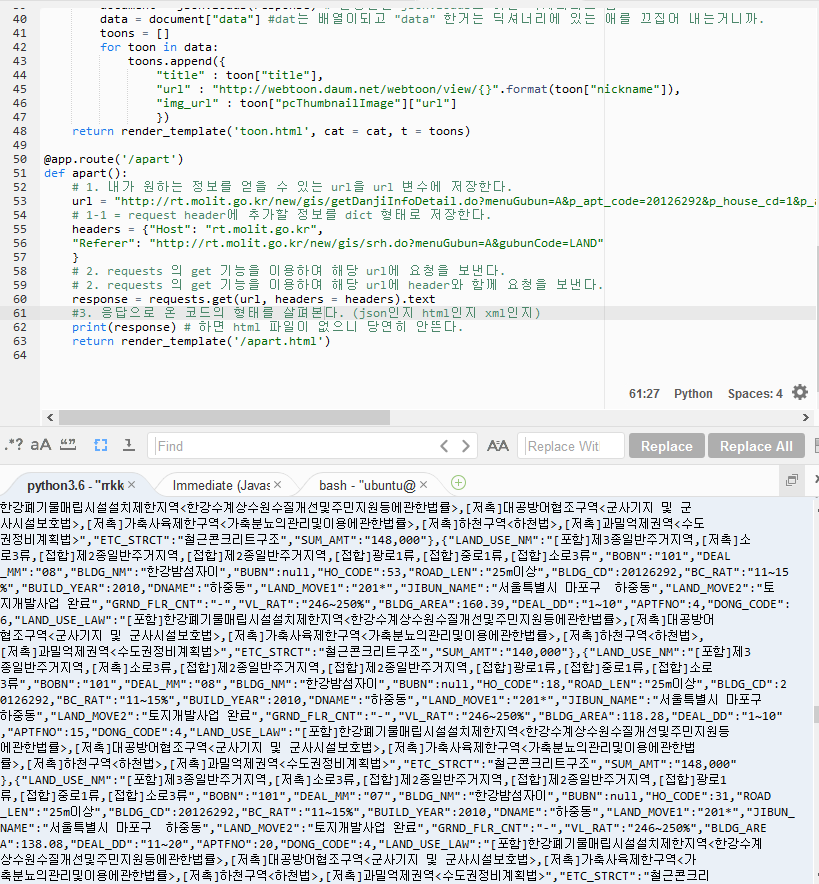 40 data = document["data"] #dat는 배열이되고 "data" 한거는 딕셔너리에 있는 애를 끄집어 내는거니까.
41 toons = []
42 for toon in data:
43 toons.append({
44 "title" : toon["title"],
45 "url" : "http://webtoon.daum.net/webtoon/view/{}".format(toon["nickname"]),
46 "img_url" : toon["pcThumbnailImage"]["url"]
47 })
48 return render_template('toon.html', cat = cat, t = toons)
49
50 @app.route('/apart')
51 def apart():
52 # 1. 내가 원하는 정보를 얻을 수 있는 url을 url 변수에 저장한다.
53 url = "http://rt.molit.go.kr/new/gis/getDanjiInfoDetail.do?menuGubun=A&p_apt_code=20126292&p_house_cd=1&p_a
54 # 1-1 = request header에 추가할 정보를 dict 형태로 저장한다.
55 headers = {"Host": "rt.molit.go.kr",
56 "Referer": "http://rt.molit.go.kr/new/gis/srh.do?menuGubun=A&gubunCode=LAND"
57 }
58 # 2. requests 의 get 기능을 이용하여 해당 url에 요청을 보낸다.
59 # 2. requests 의 get 기능을 이용하여 해당 url에 header와 함께 요청을 보낸다.
60 response = requests.get(url, headers = headers).text
61 #3. 응답으로 온 코드의 형태를 살펴본다. (json인지 html인지 xml인지)
62 print(response) # 하면 html 파일이 없으니 당연히 안뜬다.
63 return render_template('/apart.html')
64
61:27 Python Spaces: 4
.*? aA "" Find AA Replace Wit Replace Replace All
python3.6 - "rrkk × Immediate (Javas × bash - "ubuntu@ ×
한강폐기물매립시설설치제한지역<한강수계상수원수질개선및주민지원등에관한법률>,[저촉]대공방어협조구역<군사기지 및 군
사시설보호법>,[저촉]가축사육제한구역<가축분뇨의관리및이용에관한법률>,[저촉]하천구역<하천법>,[저촉]과밀억제권역<수도
권정비계획법>","ETC_STRCT":"철근콘크리트구조","SUM_AMT":"148,000"},{"LAND_USE_NM":"[포함]제3종일반주거지역,[저촉]소
로3류,[접합]제2종일반주거지역,[접합]제2종일반주거지역,[접합]광로1류,[접합]중로1류,[접합]소로3류","BOBN":"101","DEAL
_MM":"08","BLDG_NM":"한강밤섬자이","BUBN":null,"HO_CODE":53,"ROAD_LEN":"25m이상","BLDG_CD":20126292,"BC_RAT":"11~15
%","BUILD_YEAR":2010,"DNAME":"하중동","LAND_MOVE1":"201*","JIBUN_NAME":"서울특별시 마포구 하중동","LAND_MOVE2":"토
지개발사업 완료","GRND_FLR_CNT":"-","VL_RAT":"246~250%","BLDG_AREA":160.39,"DEAL_DD":"1~10","APTFNO":4,"DONG_CODE":
6,"LAND_USE_LAW":"[포함]한강폐기물매립시설설치제한지역<한강수계상수원수질개선및주민지원등에관한법률>,[저촉]대공방어
협조구역<군사기지 및 군사시설보호법>,[저촉]가축사육제한구역<가축분뇨의관리및이용에관한법률>,[저촉]하천구역<하천법>,
[저촉]과밀억제권역<수도권정비계획법>","ETC_STRCT":"철근콘크리트구조","SUM_AMT":"140,000"},{"LAND_USE_NM":"[포함]제3
종일반주거지역,[저촉]소로3류,[접합]제2종일반주거지역,[접합]제2종일반주거지역,[접합]광로1류,[접합]중로1류,[접합]소로
3류","BOBN":"101","DEAL_MM":"08","BLDG_NM":"한강밤섬자이","BUBN":null,"HO_CODE":18,"ROAD_LEN":"25m이상","BLDG_CD":2
0126292,"BC_RAT":"11~15%","BUILD_YEAR":2010,"DNAME":"하중동","LAND_MOVE1":"201*","JIBUN_NAME":"서울특별시 마포구
하중동","LAND_MOVE2":"토지개발사업 완료","GRND_FLR_CNT":"-","VL_RAT":"246~250%","BLDG_AREA":118.28,"DEAL_DD":"1~10"
,"APTFNO":15,"DONG_CODE":4,"LAND_USE_LAW":"[포함]한강폐기물매립시설설치제한지역<한강수계상수원수질개선및주민지원등
에관한법률>,[저촉]대공방어협조구역<군사기지 및 군사시설보호법>,[저촉]가축사육제한구역<가축분뇨의관리및이용에관한법
률>,[저촉]하천구역<하천법>,[저촉]과밀억제권역<수도권정비계획법>","ETC_STRCT":"철근콘크리트구조","SUM_AMT":"148,000"
},{"LAND_USE_NM":"[포함]제3종일반주거지역,[저촉]소로3류,[접합]제2종일반주거지역,[접합]제2종일반주거지역,[접합]광로1
류,[접합]중로1류,[접합]소로3류","BOBN":"101","DEAL_MM":"07","BLDG_NM":"한강밤섬자이","BUBN":null,"HO_CODE":31,"ROAD
_LEN":"25m이상","BLDG_CD":20126292,"BC_RAT":"11~15%","BUILD_YEAR":2010,"DNAME":"하중동","LAND_MOVE1":"201*","JIBUN_
NAME":"서울특별시 마포구 하중동","LAND_MOVE2":"토지개발사업 완료","GRND_FLR_CNT":"-","VL_RAT":"246~250%","BLDG_ARE
A":138.08,"DEAL_DD":"11~20","APTFNO":20,"DONG_CODE":4,"LAND_USE_LAW":"[포함]한강폐기물매립시설설치제한지역<한강수계
상수원수질개선및주민지원등에관한법률>,[저촉]대공방어협조구역<군사기지 및 군사시설보호법>,[저촉]가축사육제한구역<가
축분뇨의관리및이용에관한법률>,[저촉]하천구역<하천법>,[저촉]과밀억제권역<수도권정비계획법>","ETC_STRCT":"철근콘크리